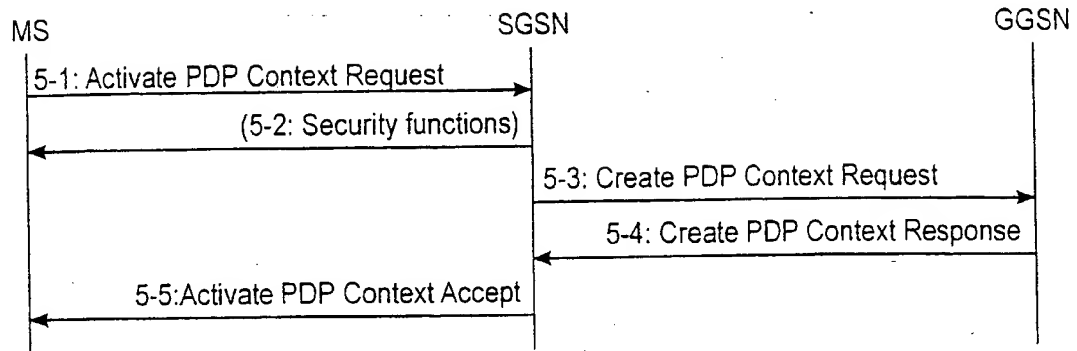 MS SGSN GGSN
5-1: Activate PDP Context Request
(5-2: Security functions)
5-3: Create PDP Context Request
5-4: Create PDP Context Response
5-5:Activate PDP Context Accept